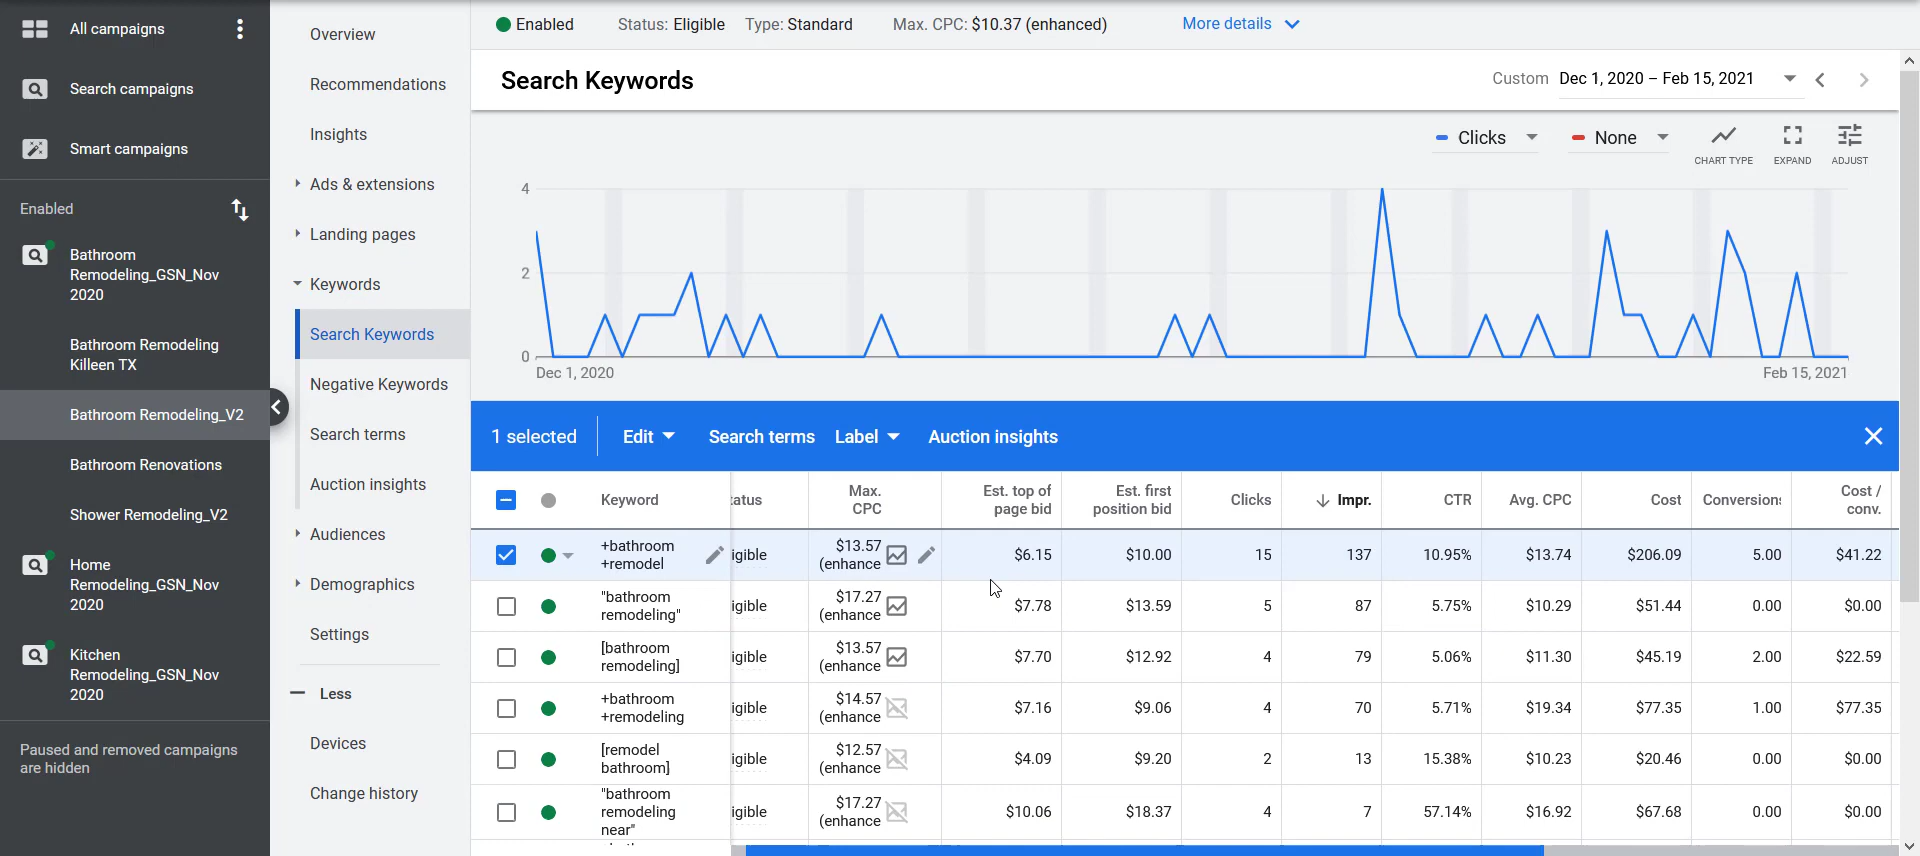 All campaigns
Search campaigns
Smart campaigns
Enabled
Bathroom
Remodeling_GSN_Nov
2020
Bathroom Remodeling
Killeen TX
Bathroom Remodeling_V2
Bathroom Renovations
Shower Remodeling_V2
Home
Remodeling_GSN_Nov
2020
Kitchen
Remodeling_GSN_Nov
2020
Paused and removed campaigns
are hidden
Overview
Recommendations
Insights
Ads & extensions
Landing pages
Keywords
Search Keywords
Negative Keywords
Search terms
Auction insights
Audiences
Demographics
Settings
Less
Devices
Change history
Enabled Status: Eligible Type: Standard Max. CPC: $10.37 (enhanced) More details
Search Keywords
Custom Dec 1, 2020 – Feb 15, 2021
Clicks None
CHART TYPE EXPAND ADJUST
4
2
0
Dec 1, 2020 Feb 15, 2021
1 selected Edit Search terms Label Auction insights
Keyword tatus Max. CPC Est. top of page bid Est. first position bid Clicks Impr. CTR Avg. CPC Cost Conversions Cost / conv.
+bathroom +remodel igible $13.57 (enhance $6.15 $10.00 15 137 10.95% $13.74 $206.09 5.00 $41.22
"bathroom remodeling" igible $17.27 (enhance $7.78 $13.59 5 87 5.75% $10.29 $51.44 0.00 $0.00
[bathroom remodeling] igible $13.57 (enhance $7.70 $12.92 4 79 5.06% $11.30 $45.19 2.00 $22.59
+bathroom +remodeling igible $14.57 (enhance $7.16 $9.06 4 70 5.71% $19.34 $77.35 1.00 $77.35
[remodel bathroom] igible $12.57 (enhance $4.09 $9.20 2 13 15.38% $10.23 $20.46 0.00 $0.00
"bathroom remodeling near" igible $17.27 (enhance $10.06 $18.37 4 7 57.14% $16.92 $67.68 0.00 $0.00